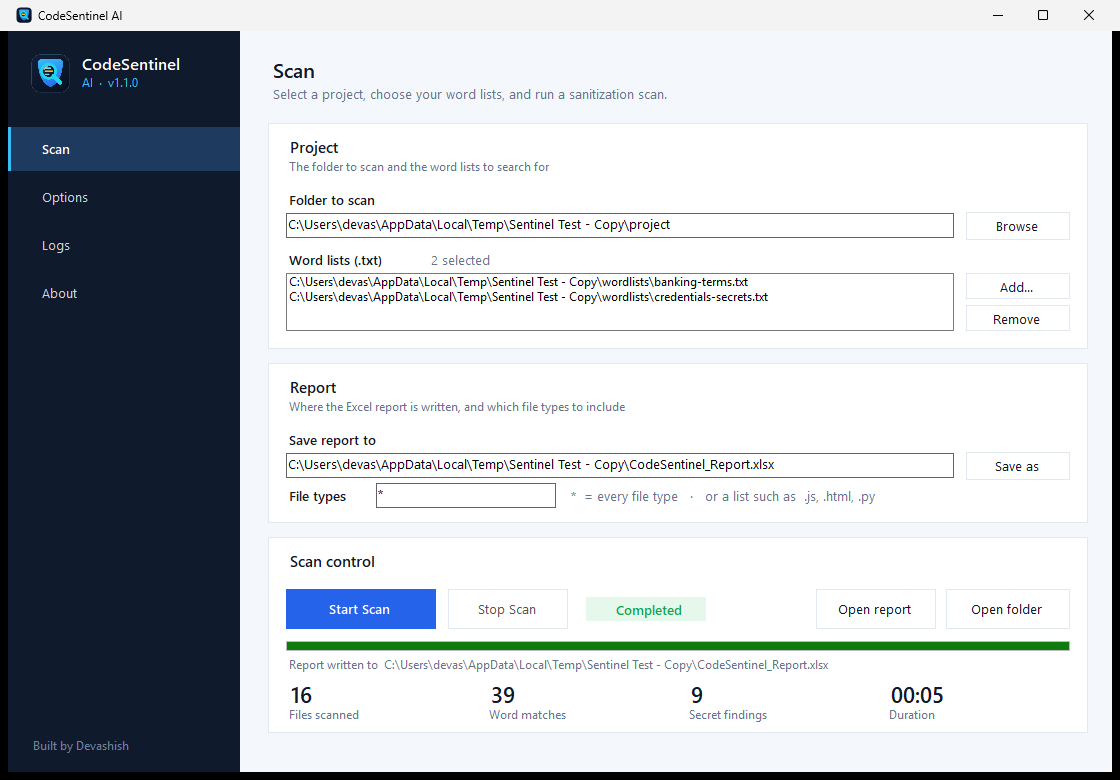 CodeSentinel AI
CodeSentinel
AI · v1.1.0
Scan
Options
Logs
About
Built by Devashish
Scan
Select a project, choose your word lists, and run a sanitization scan.
Project
The folder to scan and the word lists to search for
Folder to scan
C:\Users\devas\AppData\Local\Temp\Sentinel Test - Copy\project
Browse
Word lists (.txt) 2 selected
C:\Users\devas\AppData\Local\Temp\Sentinel Test - Copy\wordlists\banking-terms.txt
C:\Users\devas\AppData\Local\Temp\Sentinel Test - Copy\wordlists\credentials-secrets.txt
Add...
Remove
Report
Where the Excel report is written, and which file types to include
Save report to
C:\Users\devas\AppData\Local\Temp\Sentinel Test - Copy\CodeSentinel_Report.xlsx
Save as
File types * * = every file type · or a list such as .js, .html, .py
Scan control
Start Scan Stop Scan Completed Open report Open folder
Report written to C:\Users\devas\AppData\Local\Temp\Sentinel Test - Copy\CodeSentinel_Report.xlsx
16 39 9 00:05
Files scanned Word matches Secret findings Duration